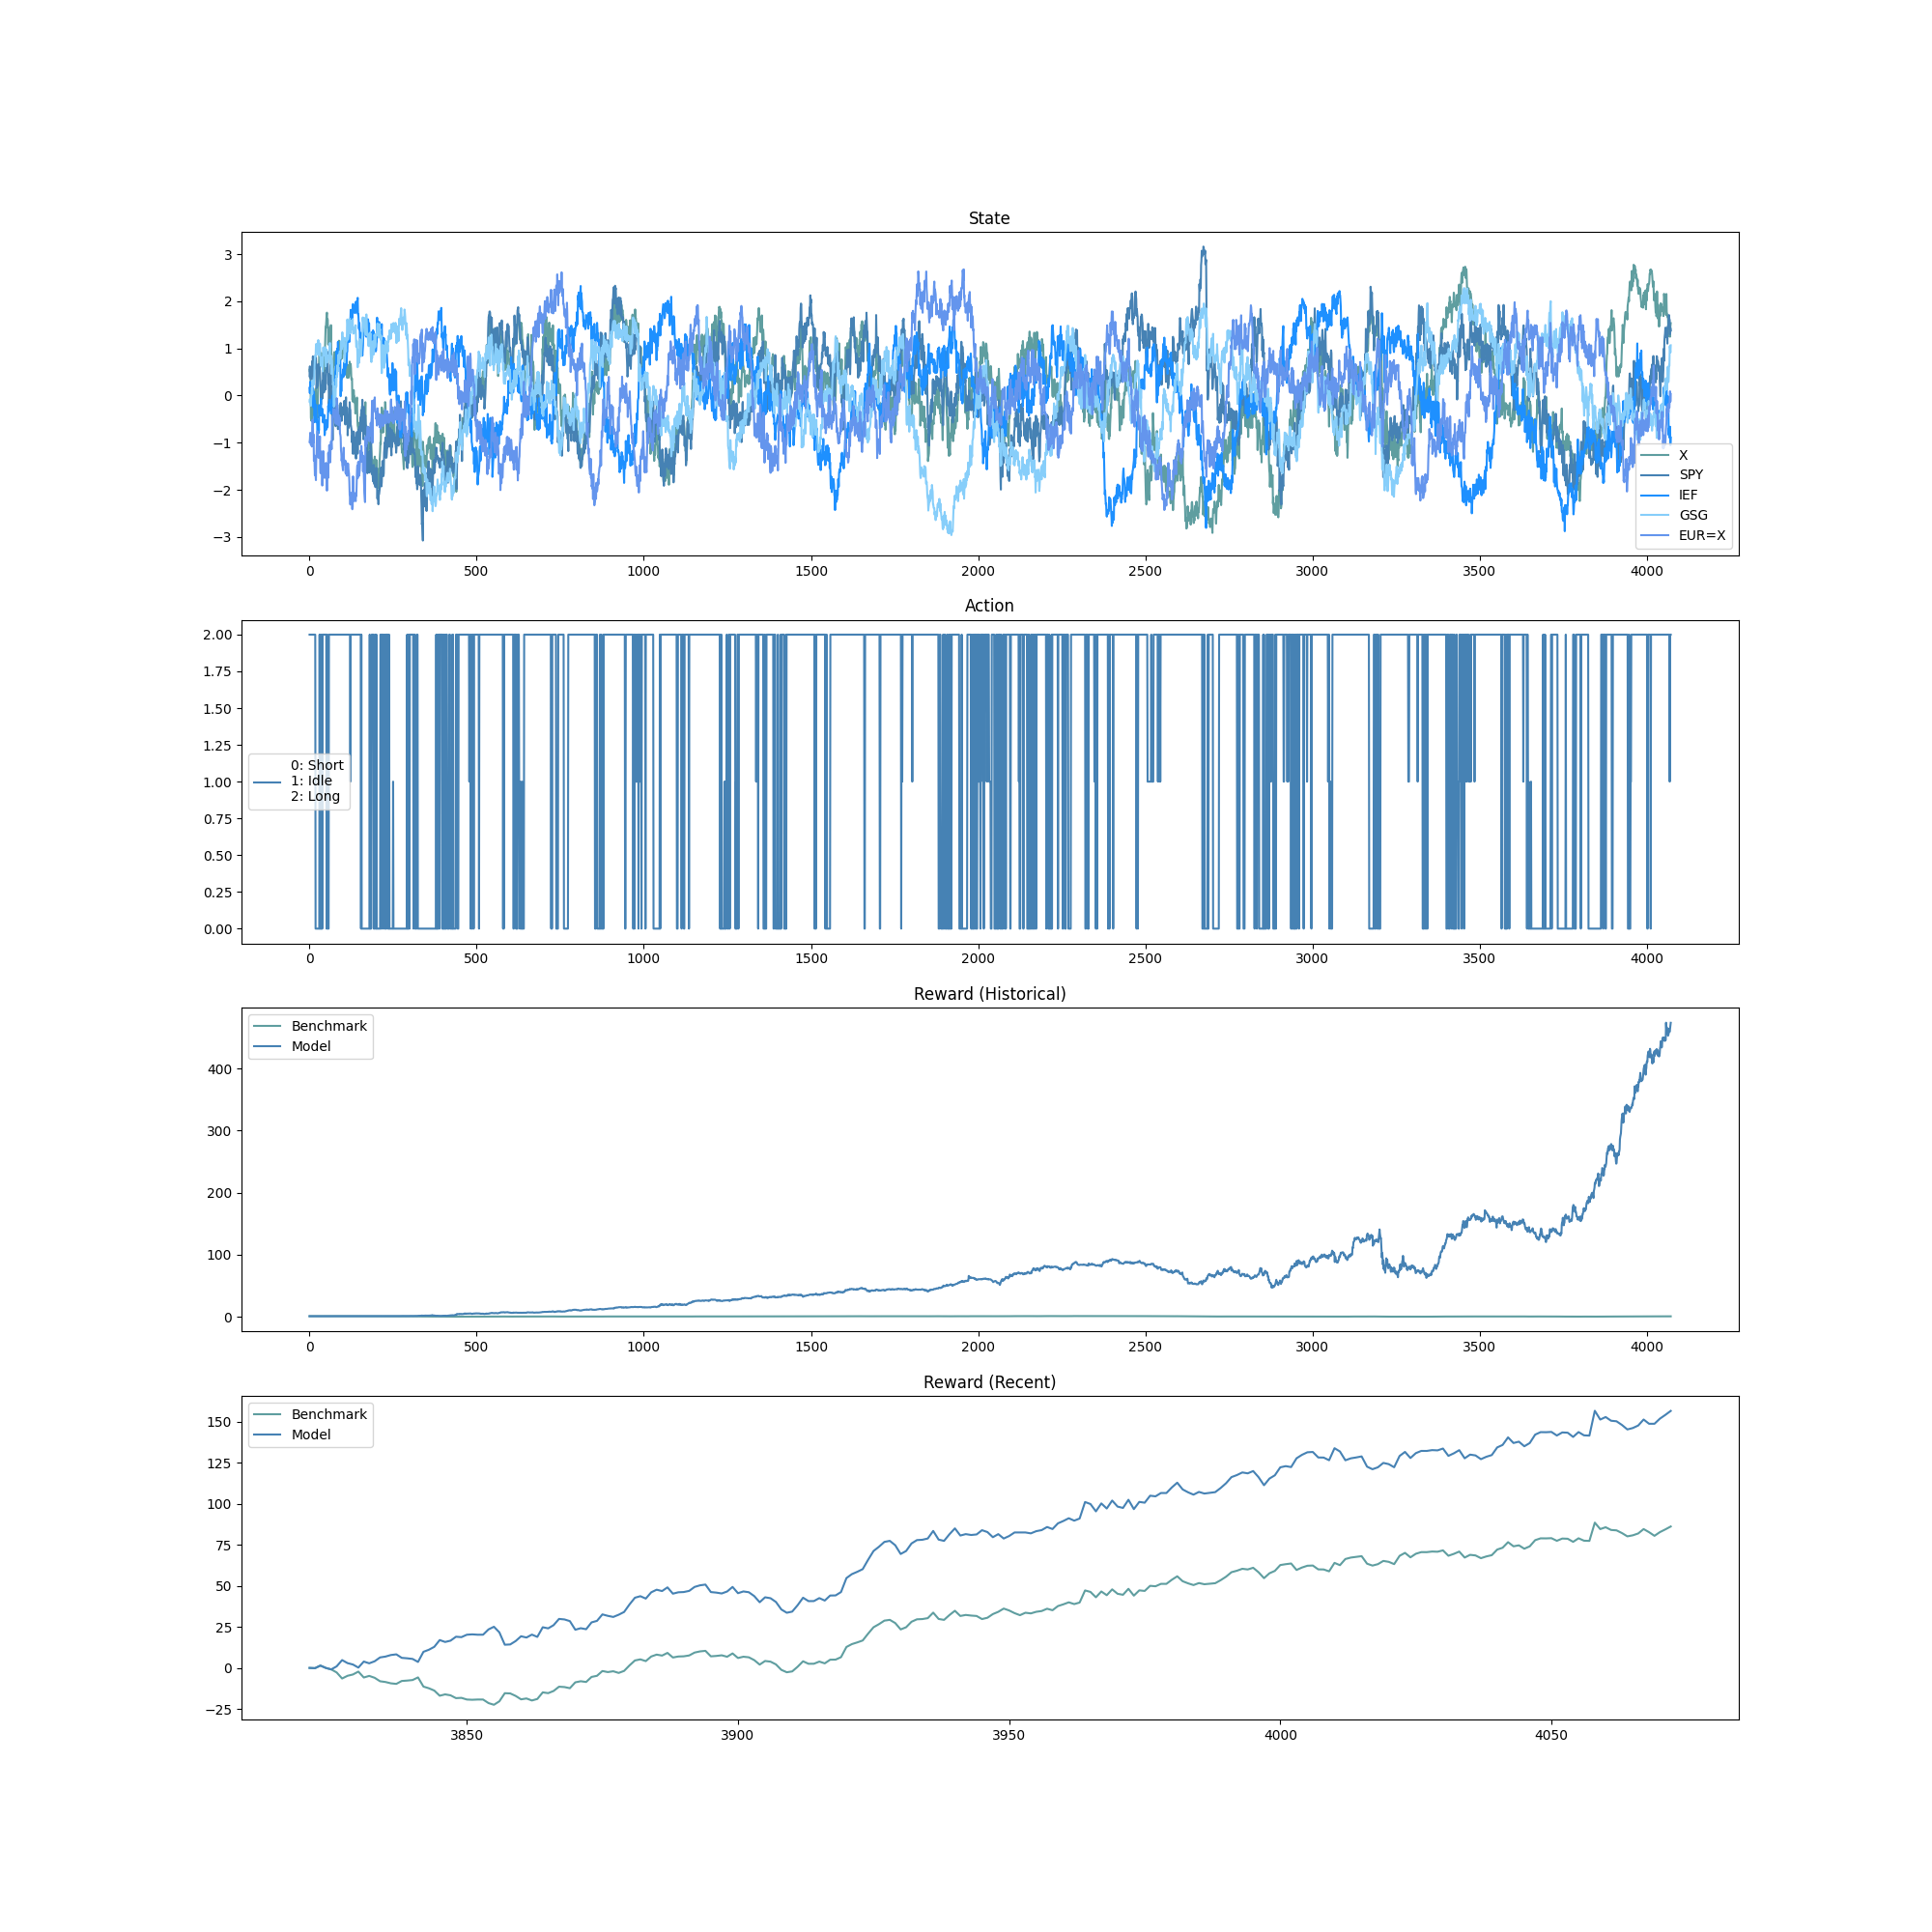 State
3
2
1
0
−1
−2
−3
X
SPY
IEF
GSG
EUR=X
0 500 1000 1500 2000 2500 3000 3500 4000
Action
2.00
1.75
1.50
1.25
1.00
0.75
0.50
0.25
0.00
0: Short
1: Idle
2: Long
0 500 1000 1500 2000 2500 3000 3500 4000
Reward (Historical)
Benchmark
Model
400
300
200
100
0
0 500 1000 1500 2000 2500 3000 3500 4000
Reward (Recent)
Benchmark
Model
150
125
100
75
50
25
0
−25
3850 3900 3950 4000 4050